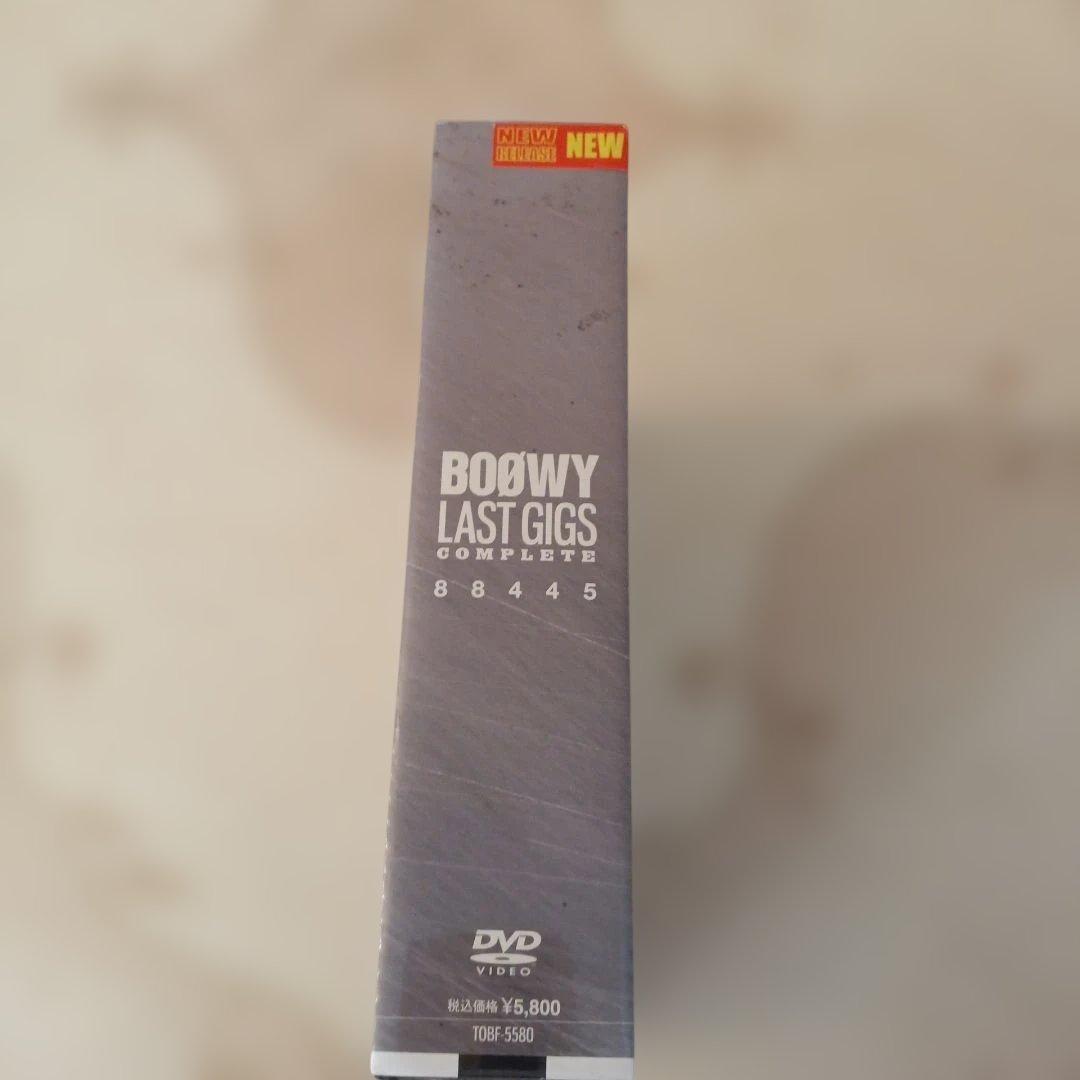 NEW
RELEASE
NEW
BOØWY
LAST GIGS
COMPLETE
8 8 4 4 5
DVD
VIDEO
税込価格 ¥5,800
TOBF-5580